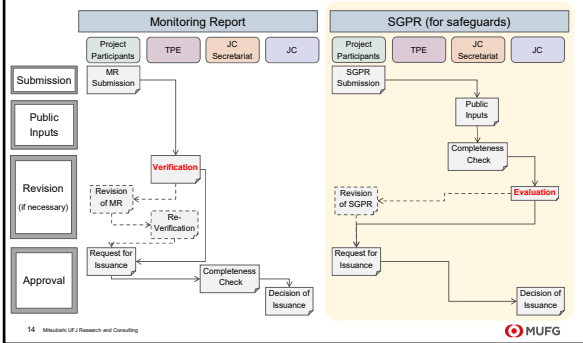 Monitoring Report
SGPR (for safeguards)
Project
Participants
TPE
JC
Secretariat
JC
Project
Participants
TPE
JC
Secretariat
JC
Submission
MR
Submission
SGPR
Submission
Public
Inputs
Public
Inputs
Completeness
Check
Revision
(if necessary)
Verification
Revision
of MR
Re-
Verification
Evaluation
Revision
of SGPR
Approval
Request for
Issuance
Completeness
Check
Decision of
Issuance
Request for
Issuance
Decision of
Issuance
14 Mitsubishi UFJ Research and Consulting
MUFG